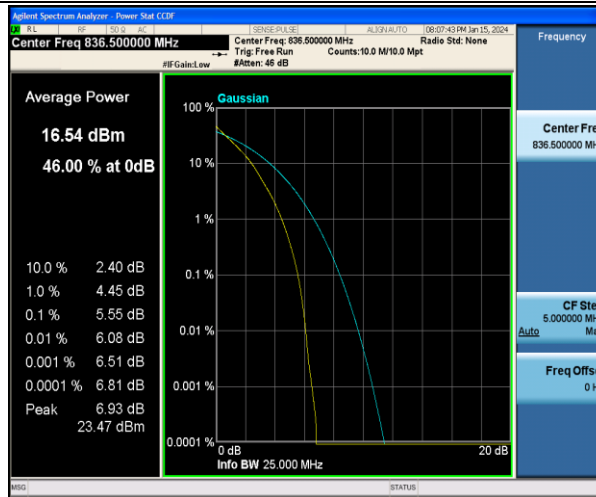 Agilent Spectrum Analyzer - Power Stat CCDF
RL RF 50 Ω AC SENSE:PULSE ALIGNAUTO 08:07:43 PM Jan 15, 2024
Center Freq 836.500000 MHz
Center Freq: 836.500000 MHz Radio Std: None
Trig: Free Run Counts:10.0 M/10.0 Mpt
#IFGain:Low #Atten: 46 dB
Frequency
Average Power
16.54 dBm
46.00 % at 0dB
10.0 % 2.40 dB
1.0 % 4.45 dB
0.1 % 5.55 dB
0.01 % 6.08 dB
0.001 % 6.51 dB
0.0001 % 6.81 dB
Peak 6.93 dB
23.47 dBm
Gaussian
100 %
10 %
1 %
0.1 %
0.01 %
0.001 %
0.0001 %
0 dB 20 dB
Info BW 25.000 MHz
Center Fre
836.500000 MH
CF Ste
5.000000 MH
Auto Ma
Freq Offs
0 H
MSG STATUS